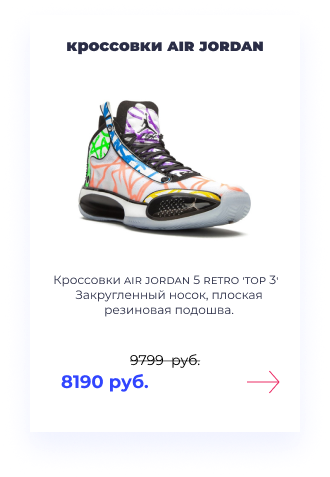 кроссовки AIR JORDAN
Кроссовки AIR JORDAN 5 RETRO 'TOP 3'
Закругленный носок, плоская
резиновая подошва.
9799 руб.
8190 руб.